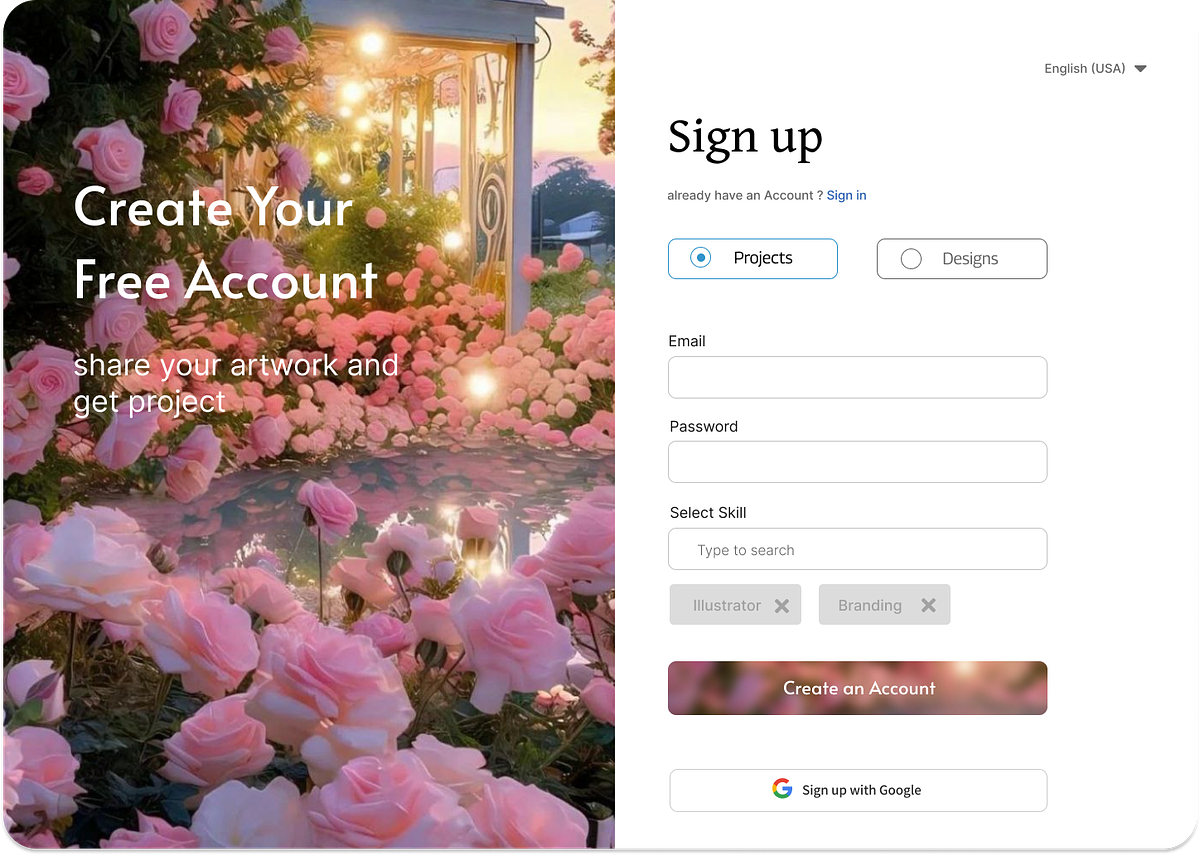 Create Your
Free Account
share your artwork and
get project
English (USA)
Sign up
already have an Account ? Sign in
Projects
Designs
Email
Password
Select Skill
Type to search
Illustrator
Branding
Create an Account
Sign up with Google